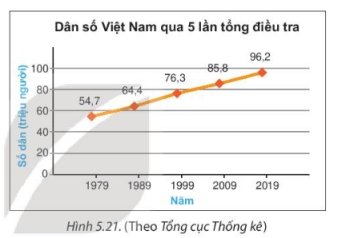 Dân số Việt Nam qua 5 lần tổng điều tra
Số dân (triệu người)
100
80
60
40
20
0
54,7
64,4
76,3
85,8
96,2
1979 1989 1999 2009 2019
Năm
Hình 5.21. (Theo Tổng cục Thống kê)